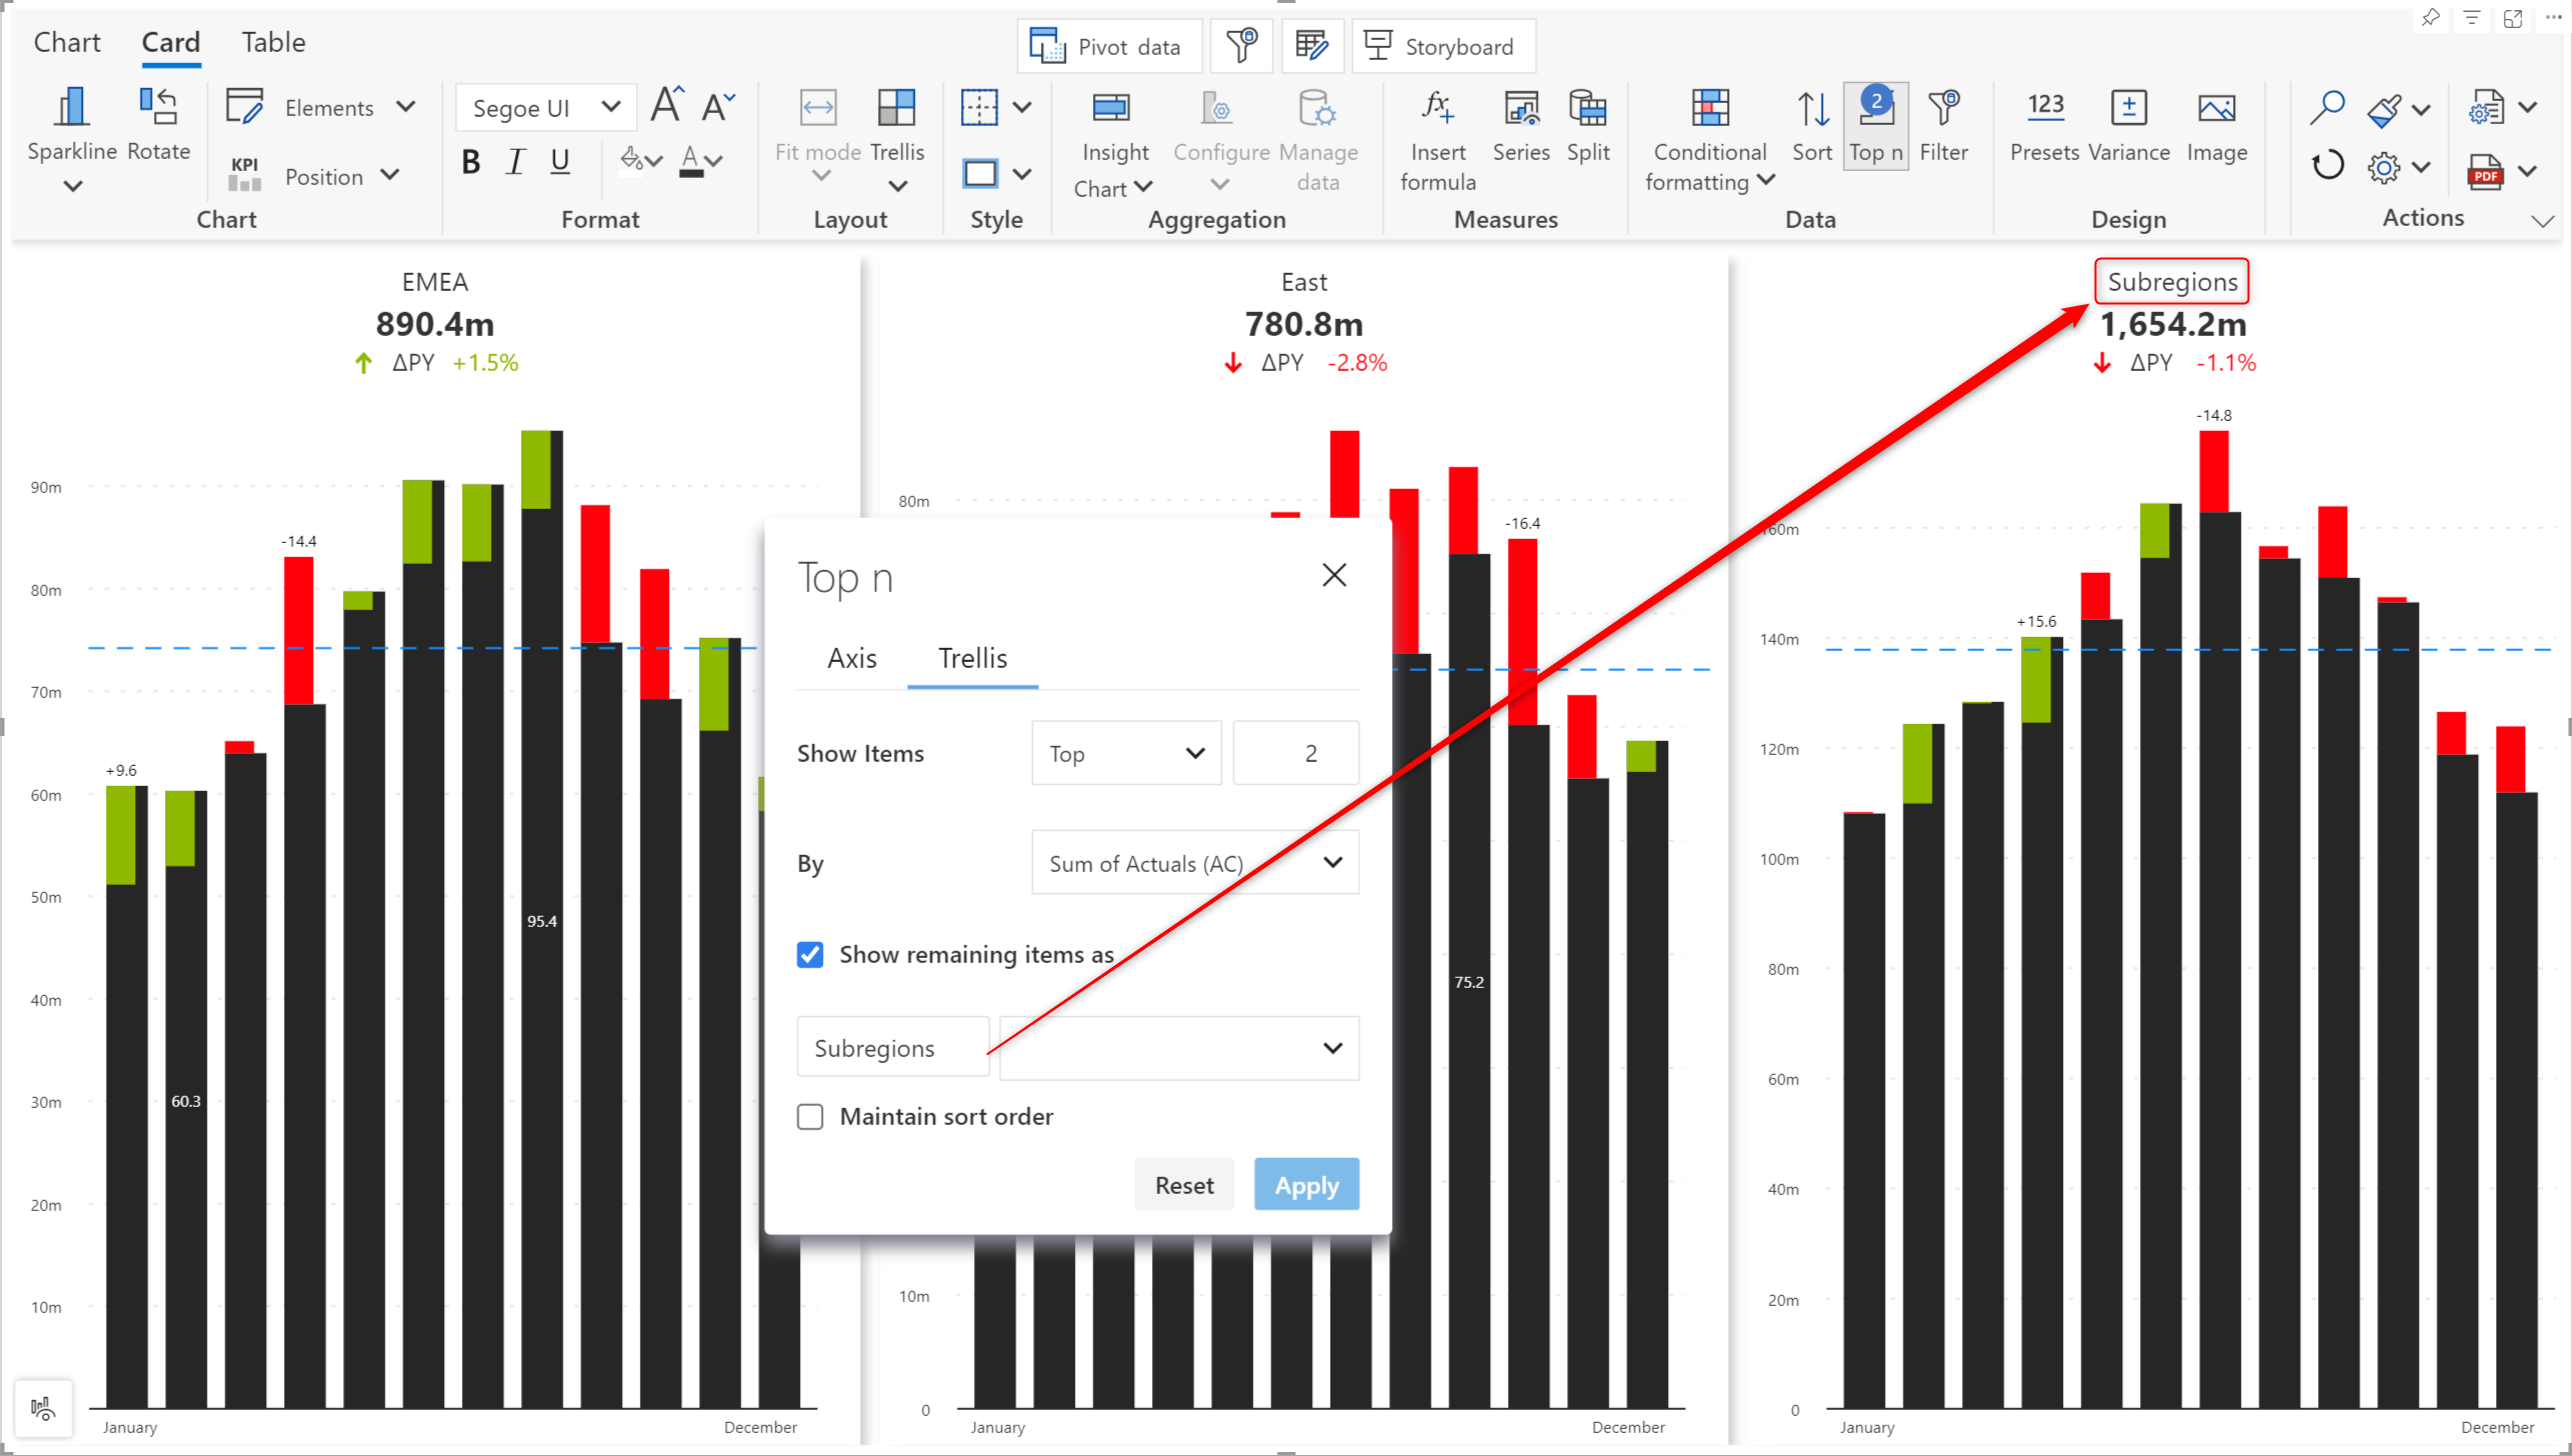 Chart Card Table
Pivot data
Storyboard
Sparkline
Rotate
Elements
KPI
Position
Chart
Segoe UI
A A
B I U A
Format
Fit mode
Trellis
Layout
Style
Insight
Chart
Configure
Manage
data
Aggregation
fx
Insert
formula
Series
Split
Measures
Conditional
formatting
Sort
2
Top n
Filter
Data
123
Presets
Variance
Image
Design
PDF
Actions
EMEA
890.4m
ΔPY +1.5%
90m
80m
70m
60m
50m
40m
30m
20m
10m
+9.6
-14.4
60.3
95.4
January
December
East
780.8m
ΔPY -2.8%
80m
-16.4
75.2
10m
0
January
December
Top n
Axis Trellis
Show Items Top 2
By Sum of Actuals (AC)
Show remaining items as
Subregions
Maintain sort order
Reset Apply
Subregions
1,654.2m
ΔPY -1.1%
-14.8
+15.6
160m
140m
120m
100m
80m
60m
40m
20m
0
January
December